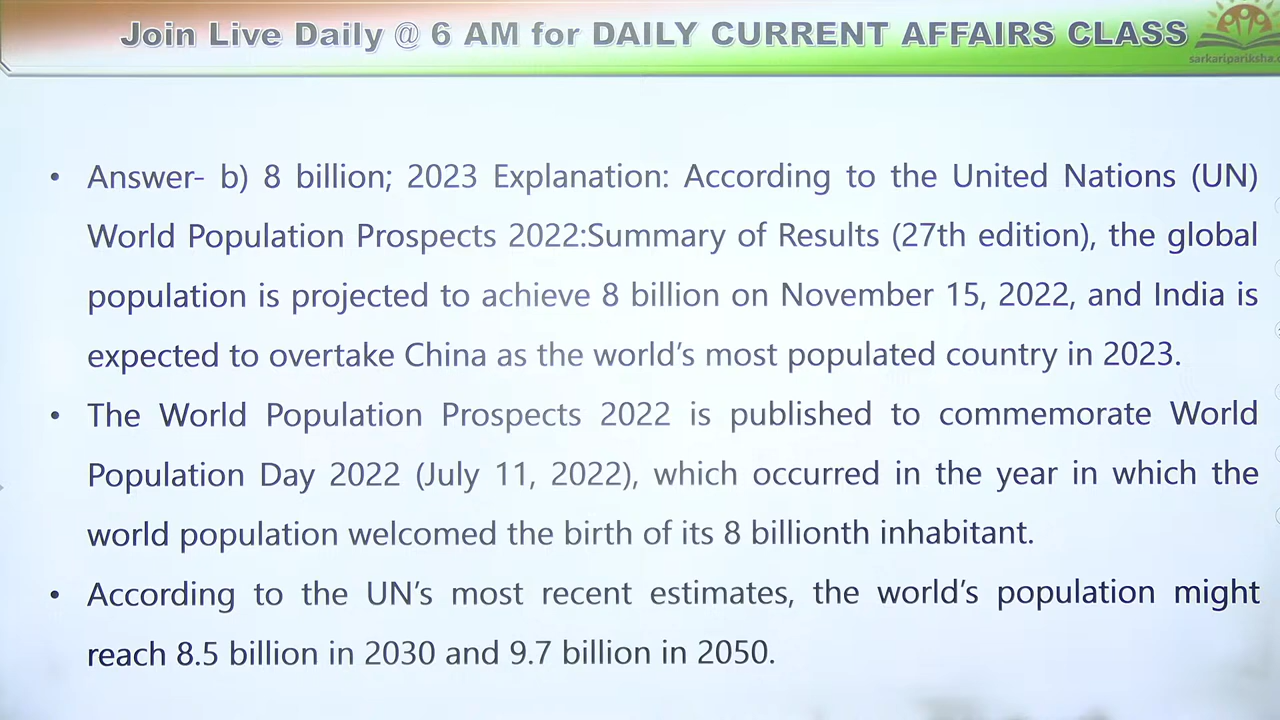 Join Live Daily @ 6 AM for DAILY CURRENT AFFAIRS CLASS
• Answer- b) 8 billion; 2023 Explanation: According to the United Nations (UN)
World Population Prospects 2022:Summary of Results (27th edition), the global
population is projected to achieve 8 billion on November 15, 2022, and India is
expected to overtake China as the world’s most populated country in 2023.
• The World Population Prospects 2022 is published to commemorate World
Population Day 2022 (July 11, 2022), which occurred in the year in which the
world population welcomed the birth of its 8 billionth inhabitant.
• According to the UN’s most recent estimates, the world’s population might
reach 8.5 billion in 2030 and 9.7 billion in 2050.